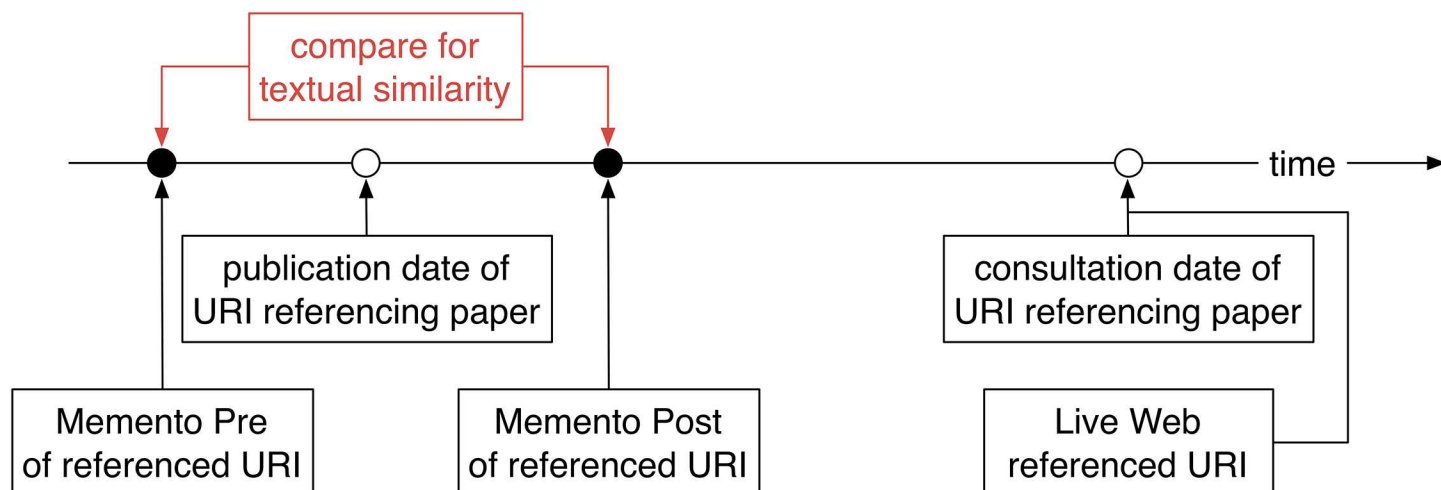 compare for
textual similarity
time
publication date of
URI referencing paper
consultation date of
URI referencing paper
Memento Pre
of referenced URI
Memento Post
of referenced URI
Live Web
referenced URI